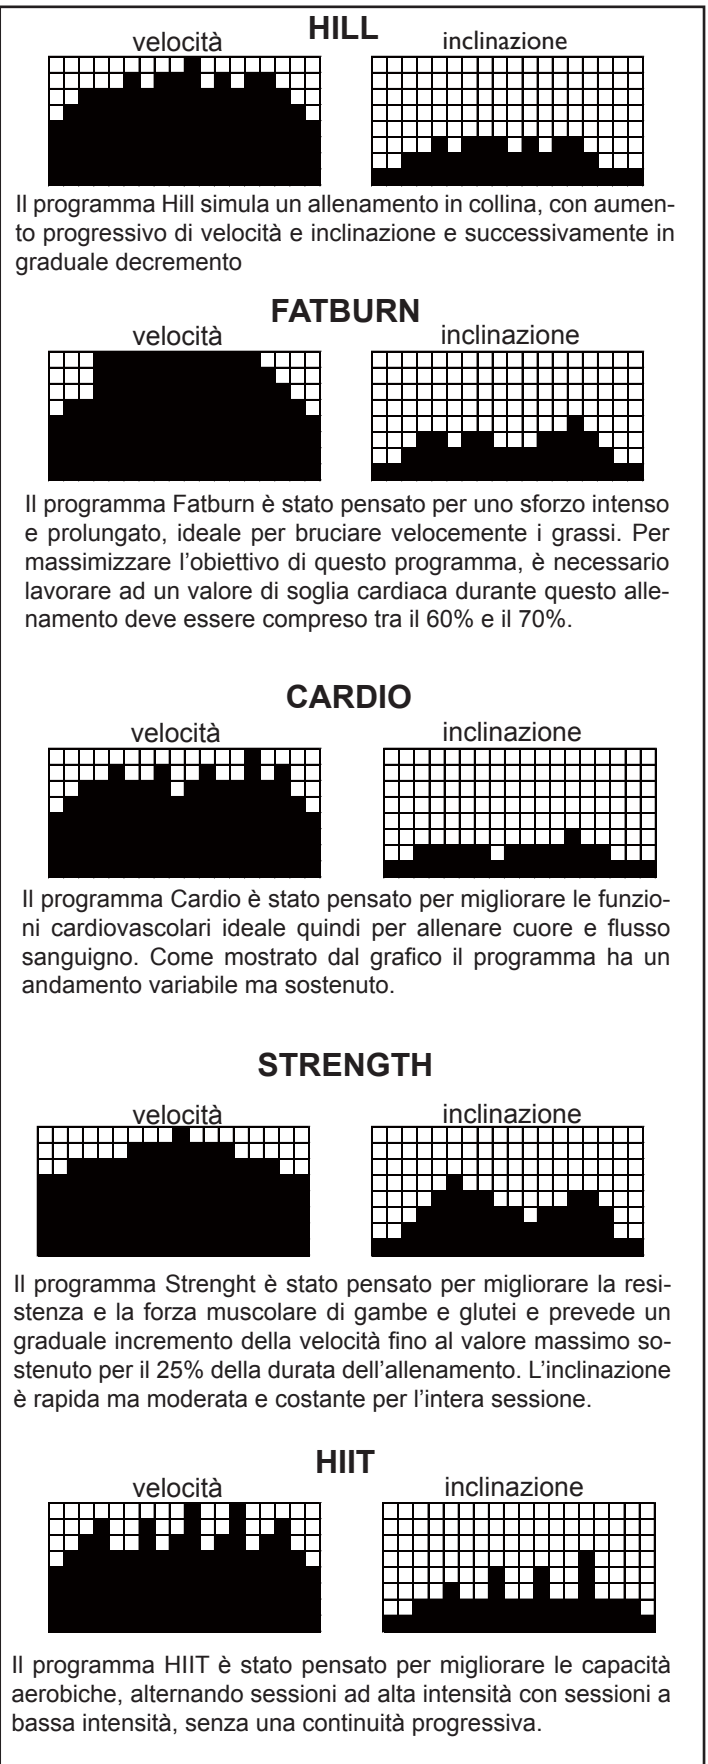 HILL
velocità inclinazione
Il programma Hill simula un allenamento in collina, con aumen-
to progressivo di velocità e inclinazione e successivamente in
graduale decremento
FATBURN
velocità inclinazione
Il programma Fatburn è stato pensato per uno sforzo intenso
e prolungato, ideale per bruciare velocemente i grassi. Per
massimizzare l’obiettivo di questo programma, è necessario
lavorare ad un valore di soglia cardiaca durante questo alle-
namento deve essere compreso tra il 60% e il 70%.
CARDIO
velocità inclinazione
Il programma Cardio è stato pensato per migliorare le funzio-
ni cardiovascolari ideale quindi per allenare cuore e flusso
sanguigno. Come mostrato dal grafico il programma ha un
andamento variabile ma sostenuto.
STRENGTH
velocità inclinazione
Il programma Strenght è stato pensato per migliorare la resi-
stenza e la forza muscolare di gambe e glutei e prevede un
graduale incremento della velocità fino al valore massimo so-
stenuto per il 25% della durata dell’allenamento. L’inclinazione
è rapida ma moderata e costante per l’intera sessione.
HIIT
velocità inclinazione
Il programma HIIT è stato pensato per migliorare le capacità
aerobiche, alternando sessioni ad alta intensità con sessioni a
bassa intensità, senza una continuità progressiva.